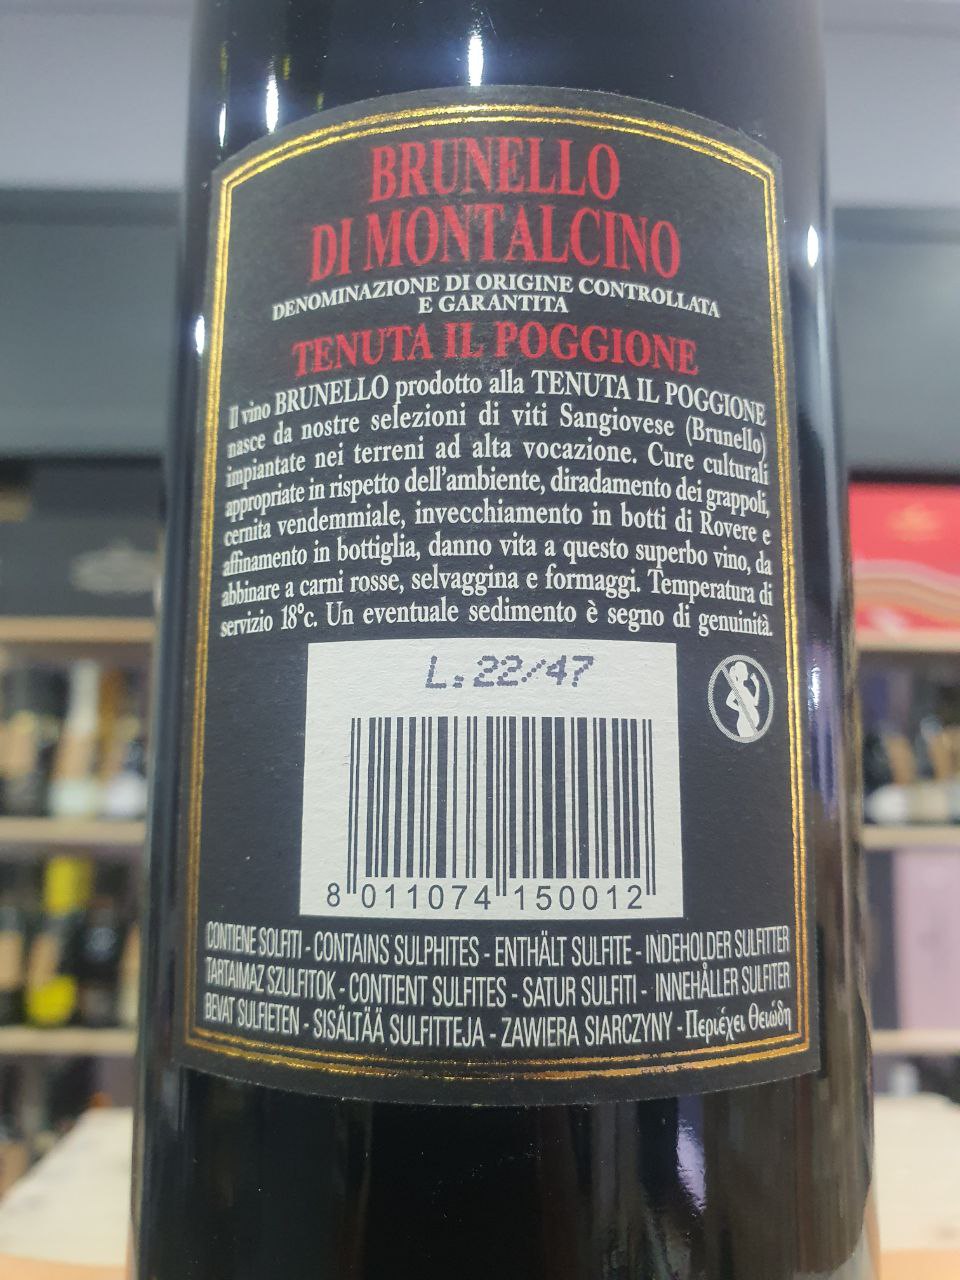 BRUNELLO
DI MONTALCINO
DENOMINAZIONE DI ORIGINE CONTROLLATA
E GARANTITA
TENUTA IL POGGIONE
Il vino BRUNELLO prodotto alla TENUTA IL POGGIONE
nasce da nostre selezioni di viti Sangiovese (Brunello)
impiantate nei terreni ad alta vocazione. Cure culturali
appropriate in rispetto dell'ambiente, diradamento dei grappoli,
cernita vendemmiale, invecchiamento in botti di Rovere e
affinamento in bottiglia, danno vita a questo superbo vino, da
abbinare a carni rosse, selvaggina e formaggi. Temperatura di
servizio 18°c. Un eventuale sedimento è segno di genuinità.
L:22/47
8 011074 150012
CONTIENE SOLFITI - CONTAINS SULPHITES - ENTHÄLT SULFITE - INDEHOLDER SULFITTER
TARTAIMAZ SZULFITOK - CONTIENT SULFITES - SATUR SULFITI - INNEHÅLLER SULFITER
BEVAT SULFIETEN - SISÄLTÄÄ SULFITTEJA - ZAWIERA SIARCZYNY - Περιέχει Θειώδη